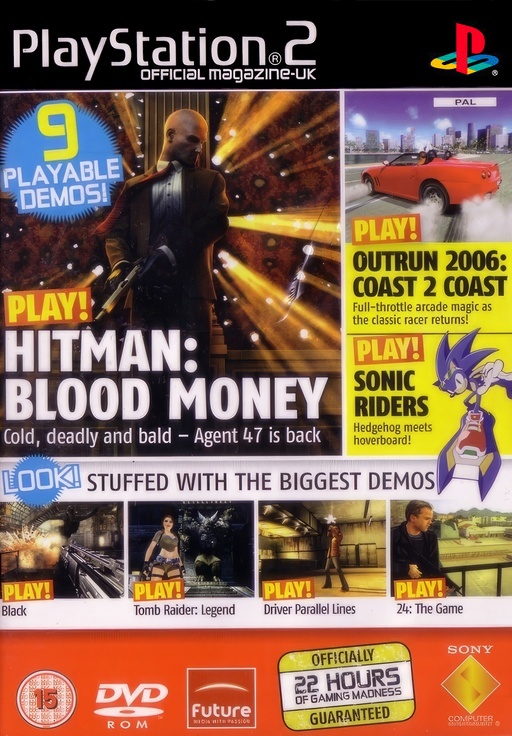 PlayStation®2
OFFICIAL MAGAZINE-UK
®
PAL
9
PLAYABLE
DEMOS!
PLAY!
HITMAN:
BLOOD MONEY
Cold, deadly and bald – Agent 47 is back
PLAY!
OUTRUN 2006:
COAST 2 COAST
Full-throttle arcade magic as
the classic racer returns!
PLAY!
SONIC
RIDERS
Hedgehog meets
hoverboard!
LOOK! STUFFED WITH THE BIGGEST DEMOS
PLAY!
Black
PLAY!
Tomb Raider: Legend
PLAY!
Driver Parallel Lines
PLAY!
24: The Game
15
DVD
ROM
Future
MEDIA WITH PASSION
OFFICIALLY
22 HOURS
OF GAMING MADNESS
GUARANTEED
SONY
COMPUTER
ENTERTAINMENT®